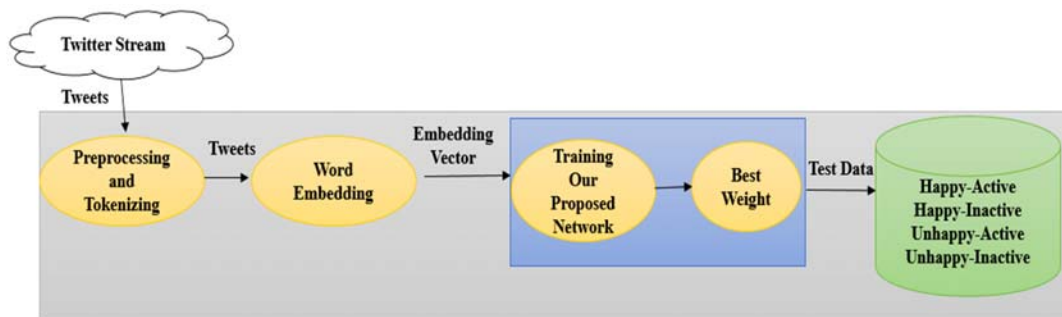 Twitter Stream
Tweets
Preprocessing
and
Tokenizing
Tweets
Word
Embedding
Embedding
Vector
Training
Our
Proposed
Network
Best
Weight
Test Data
Happy-Active
Happy-Inactive
Unhappy-Active
Unhappy-Inactive